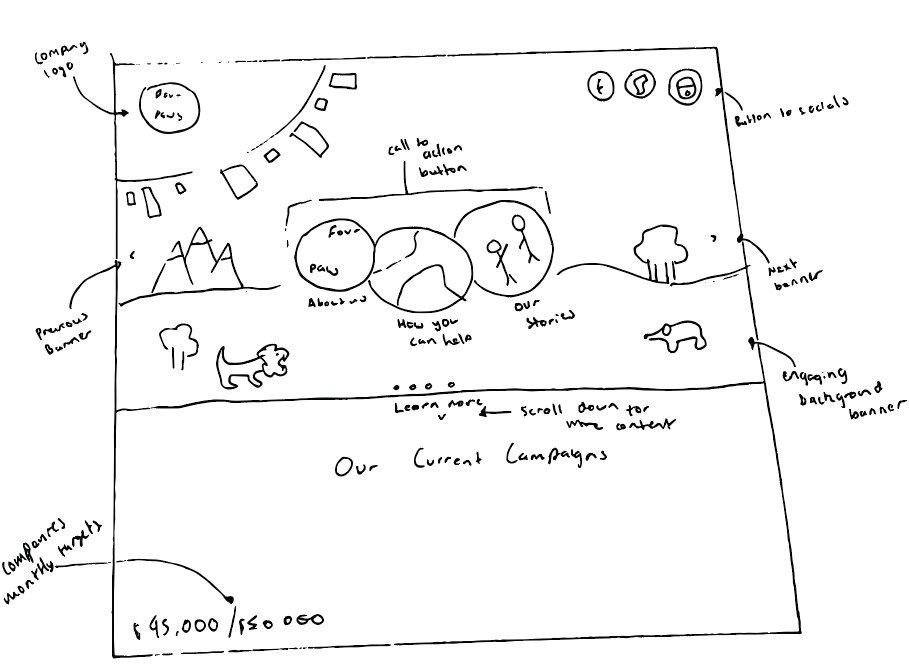 Company
logo
Four
Paws
f
Button to socials
call to
action
button
Four
Paw
About us
How you
can help
Our
Stories
<
>
Previous
Banner
Next
banner
engaging
background
banner
Learn more
scroll down for
more content
Our Current Campaigns
Companies
monthly targets
$45,000 / $50 000